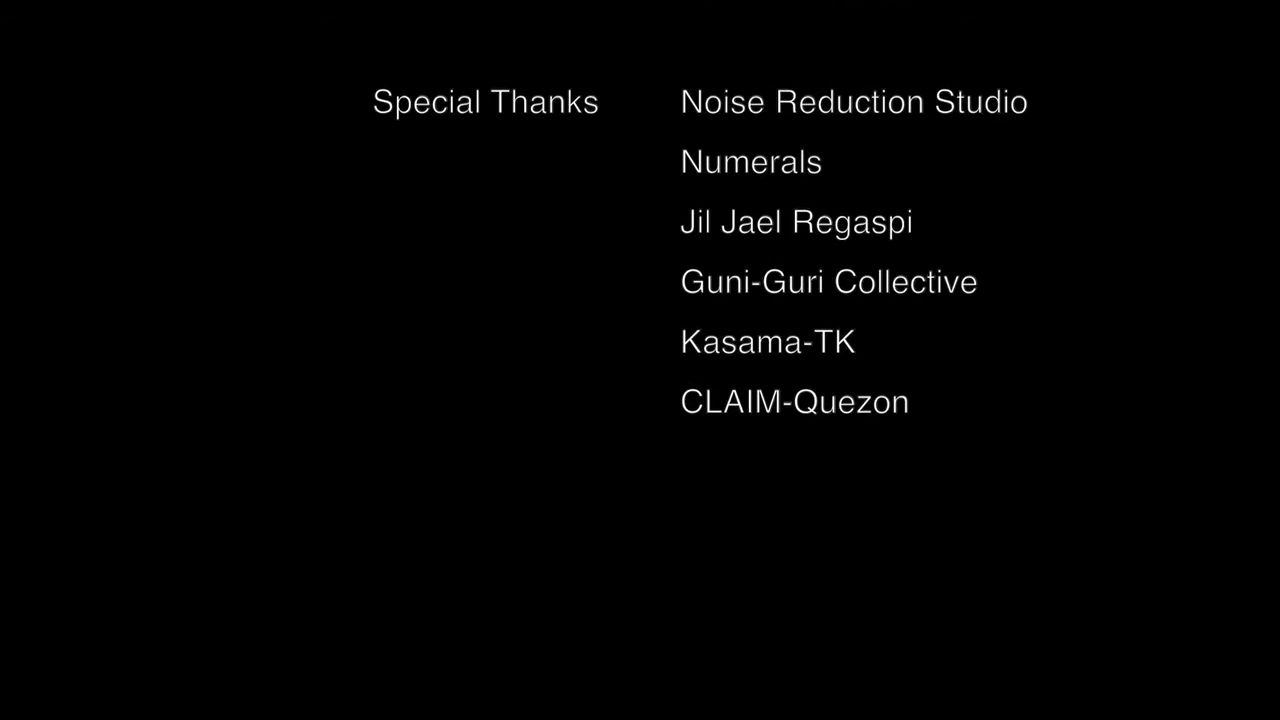 Special Thanks Noise Reduction Studio
Numerals
Jil Jael Regaspi
Guni-Guri Collective
Kasama-TK
CLAIM-Quezon